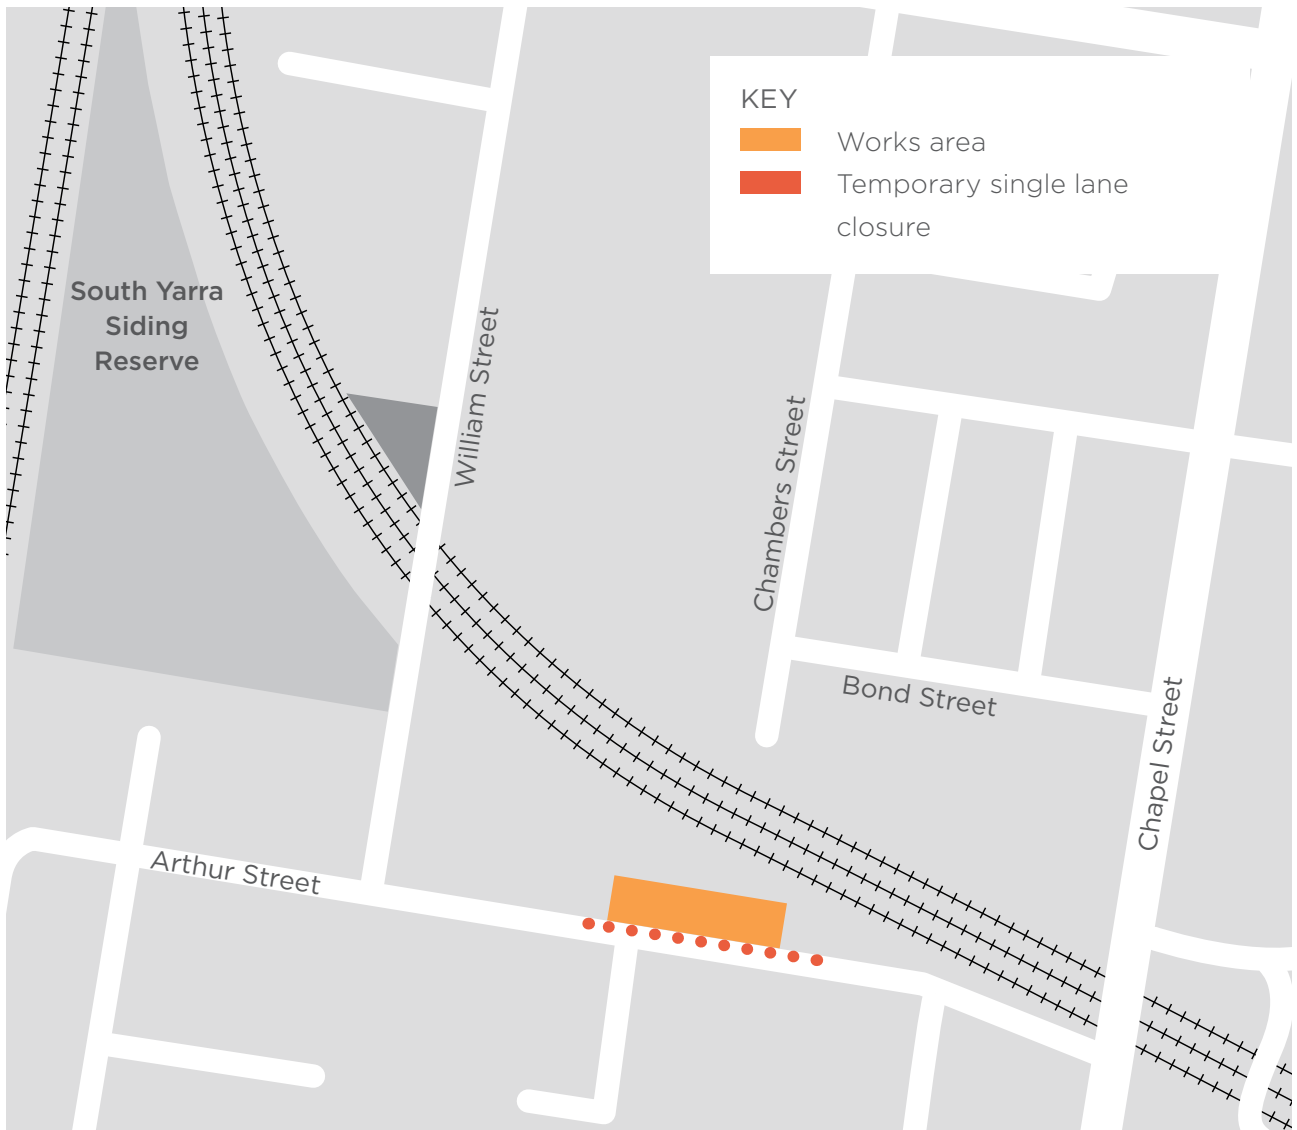 KEY
Works area
Temporary single lane
closure
South Yarra
Siding
Reserve
William Street
Chambers Street
Bond Street
Chapel Street
Arthur Street